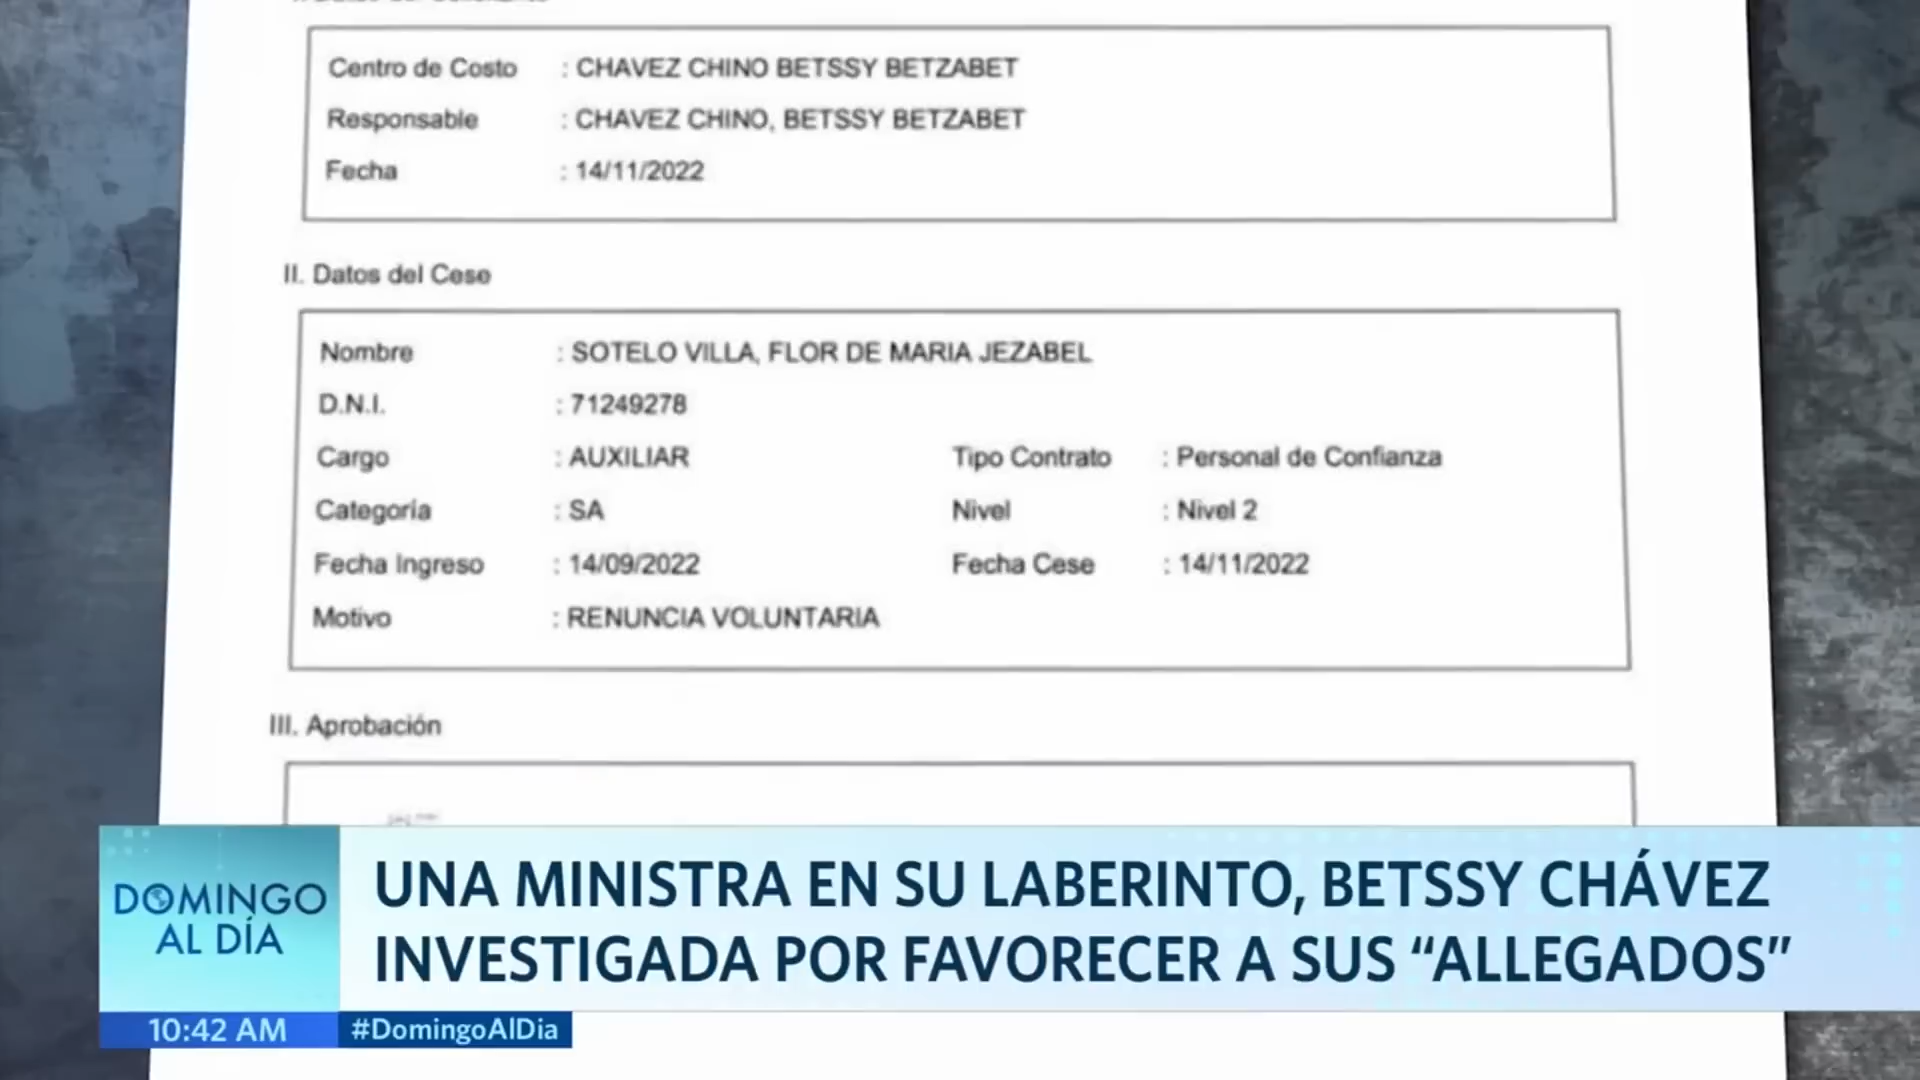 Centro de Costo : CHAVEZ CHINO BETSSY BETZABET
Responsable : CHAVEZ CHINO, BETSSY BETZABET
Fecha : 14/11/2022
II. Datos del Cese
Nombre : SOTELO VILLA, FLOR DE MARIA JEZABEL
D.N.I. : 71249278
Cargo : AUXILIAR Tipo Contrato : Personal de Confianza
Categoría : SA Nivel : Nivel 2
Fecha Ingreso : 14/09/2022 Fecha Cese : 14/11/2022
Motivo : RENUNCIA VOLUNTARIA
III. Aprobación
DOMINGO
AL DÍA
UNA MINISTRA EN SU LABERINTO, BETSSY CHÁVEZ
INVESTIGADA POR FAVORECER A SUS “ALLEGADOS”
10:42 AM #DomingoAlDia